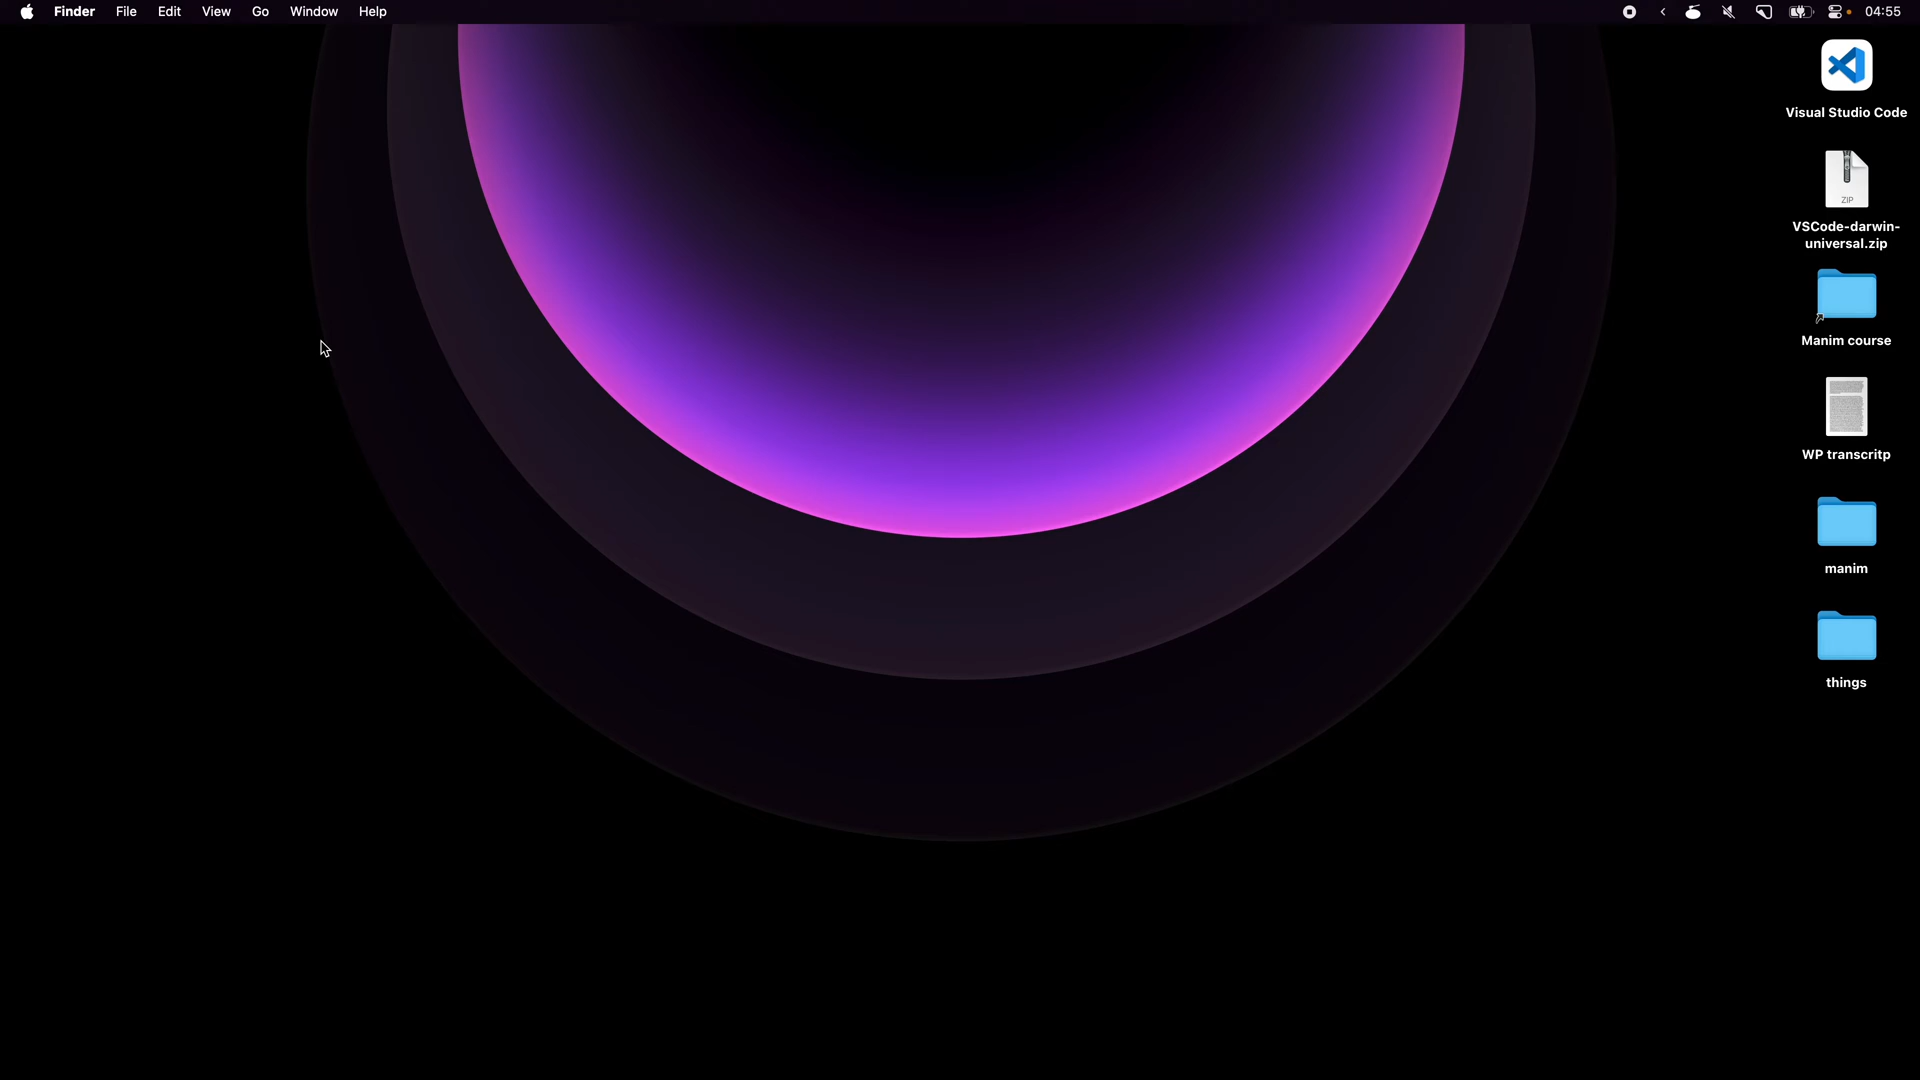 Finder File Edit View Go Window Help 04:55
Visual Studio Code
ZIP
VSCode-darwin-
universal.zip
Manim course
WP transcritp
manim
things